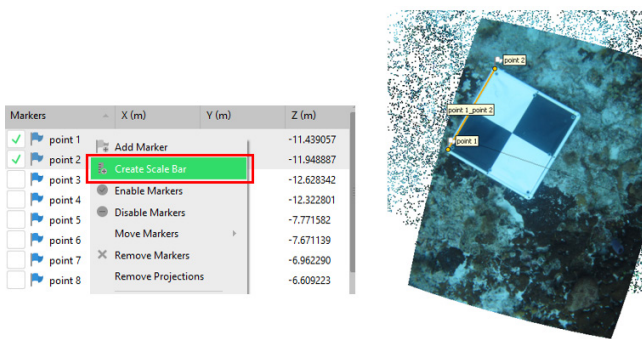 Markers X (m) Y (m) Z (m)
point 1 -11.439057
point 2 -11.948887
point 3 -12.628342
point 4 -12.322801
point 5 -7.771582
point 6 -7.671139
point 7 -6.962290
point 8 -6.609223
Add Marker
Create Scale Bar
Enable Markers
Disable Markers
Move Markers
Remove Markers
Remove Projections
point 2
point 1_point 2
point 1